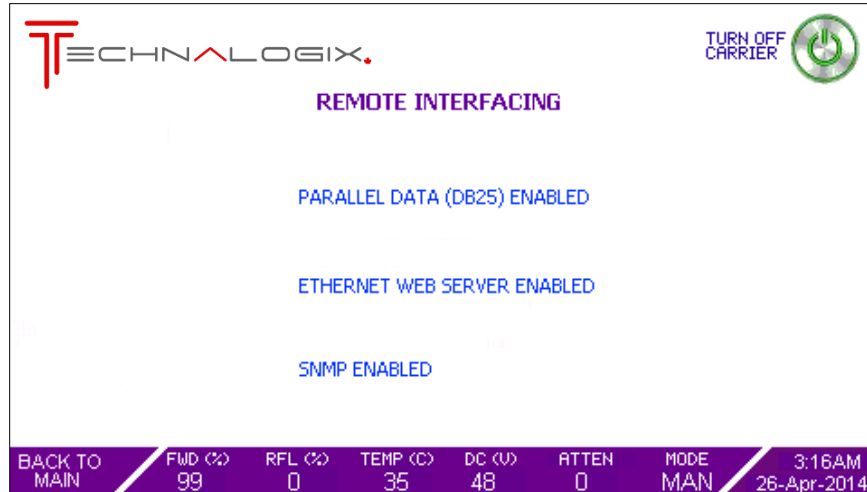 TECHNALOGIX.
TURN OFF
CARRIER
REMOTE INTERFACING
PARALLEL DATA (DB25) ENABLED
ETHERNET WEB SERVER ENABLED
SNMP ENABLED
BACK TO
MAIN
FWD (%)
99
RFL (%)
0
TEMP (C)
35
DC (V)
48
ATTEN
0
MODE
MAN
3:16AM
26-Apr-2014